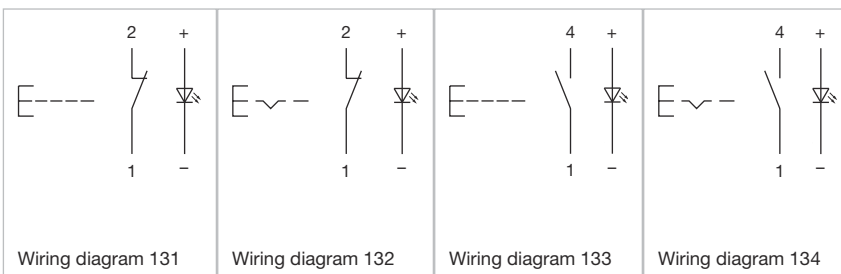 2 +
2 +
4 +
4 +
1 –
1 –
1 –
1 –
Wiring diagram 131
Wiring diagram 132
Wiring diagram 133
Wiring diagram 134